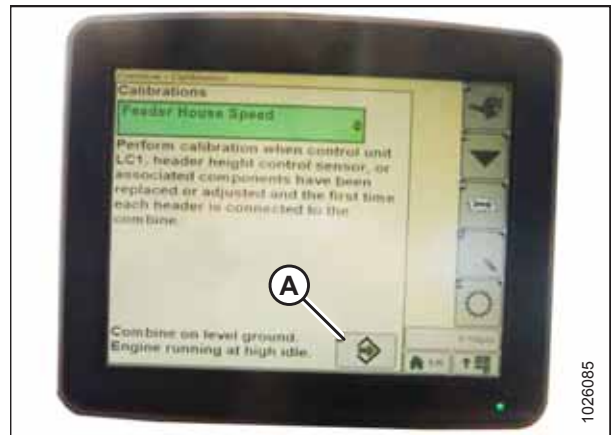 Calibrations
Feeder House Speed
Perform calibration when control unit
LC1, header height control sensor, or
associated components have been
replaced or adjusted and the first time
each header is connected to the
combine.
A
Combine on level ground.
Engine running at high idle.
1026085